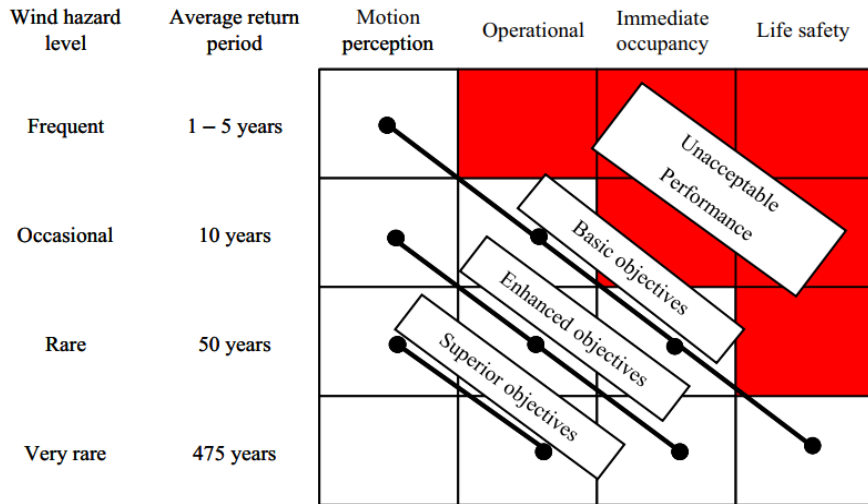 Wind hazard level
Average return period
Motion perception
Operational
Immediate occupancy
Life safety
Frequent
1 – 5 years
Unacceptable
Performance
Occasional
10 years
Basic objectives
Enhanced objectives
Rare
50 years
Superior objectives
Very rare
475 years